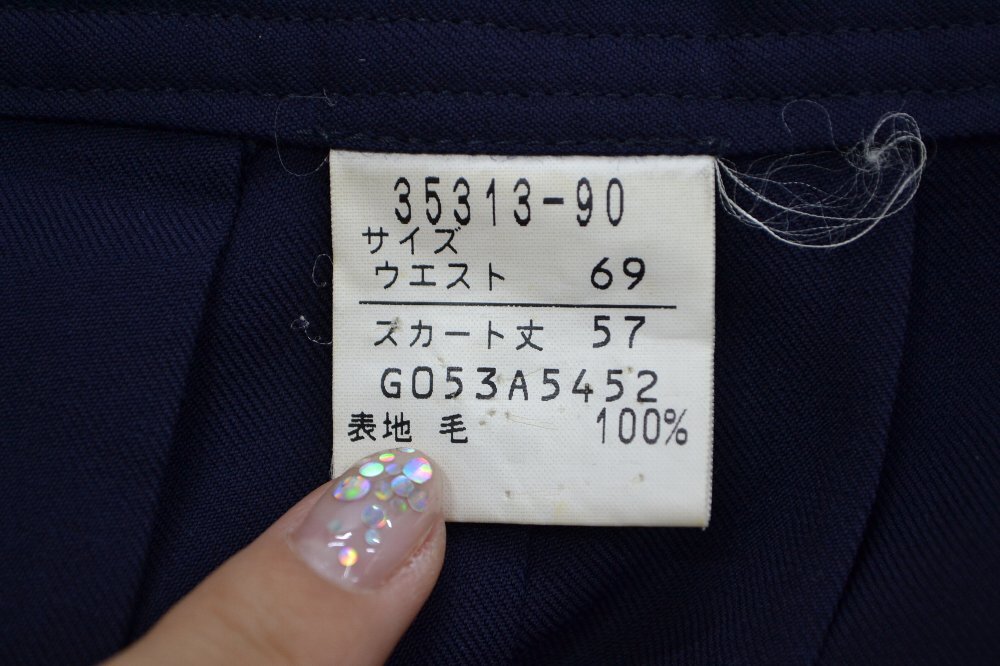 35313-90
サイズ
ウエスト 69
スカート丈 57
G053A5452
表地 毛 100%